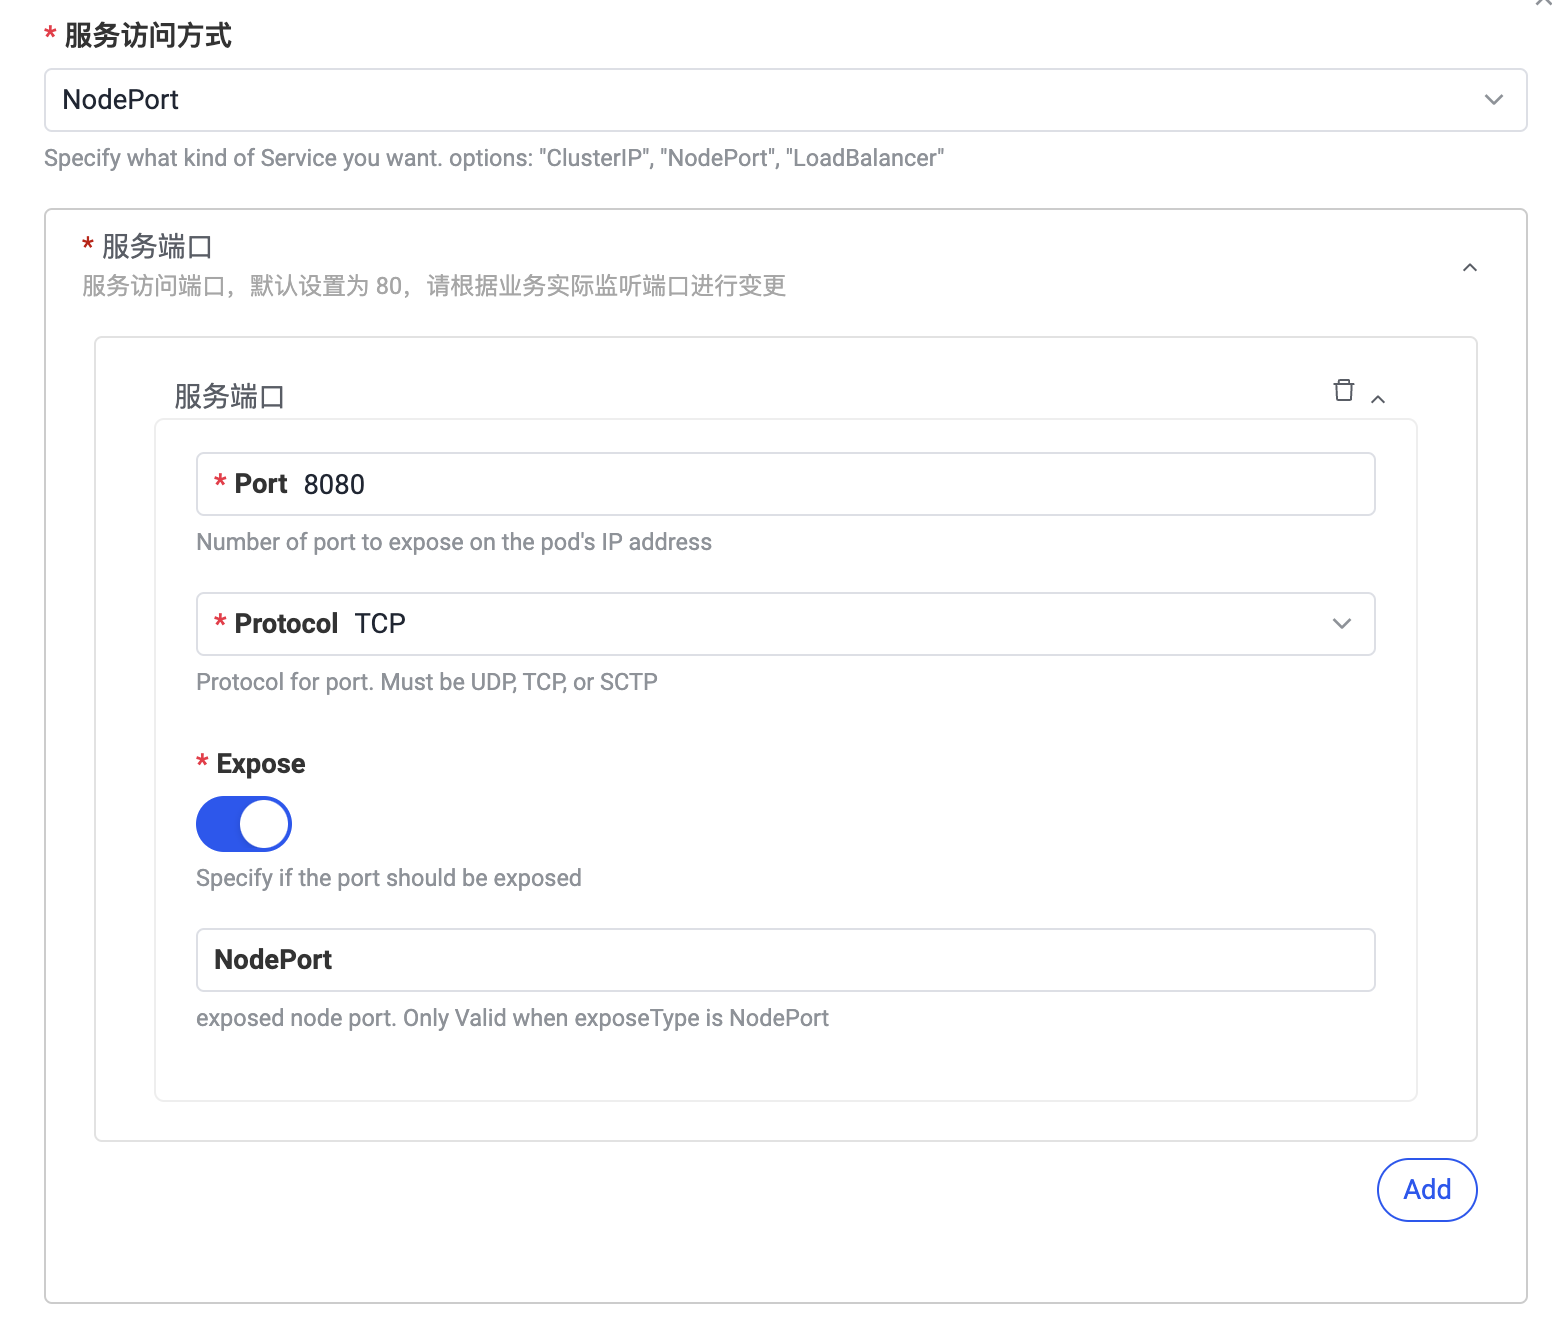 * 服务访问方式
NodePort
Specify what kind of Service you want. options: "ClusterIP", "NodePort", "LoadBalancer"
* 服务端口
服务访问端口，默认设置为 80，请根据业务实际监听端口进行变更
服务端口
* Port 8080
Number of port to expose on the pod's IP address
* Protocol TCP
Protocol for port. Must be UDP, TCP, or SCTP
* Expose
Specify if the port should be exposed
NodePort
exposed node port. Only Valid when exposeType is NodePort
Add